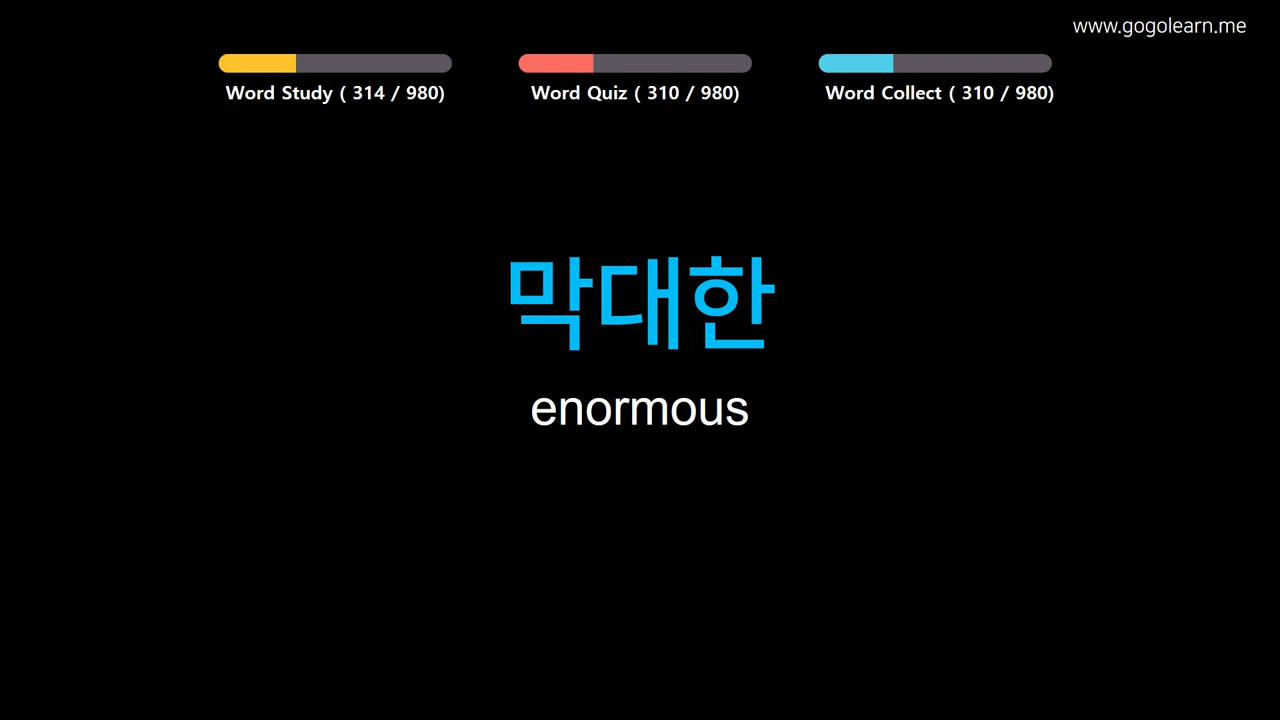 www.gogolearn.me
Word Study ( 314 / 980)
Word Quiz ( 310 / 980)
Word Collect ( 310 / 980)
막대한
enormous